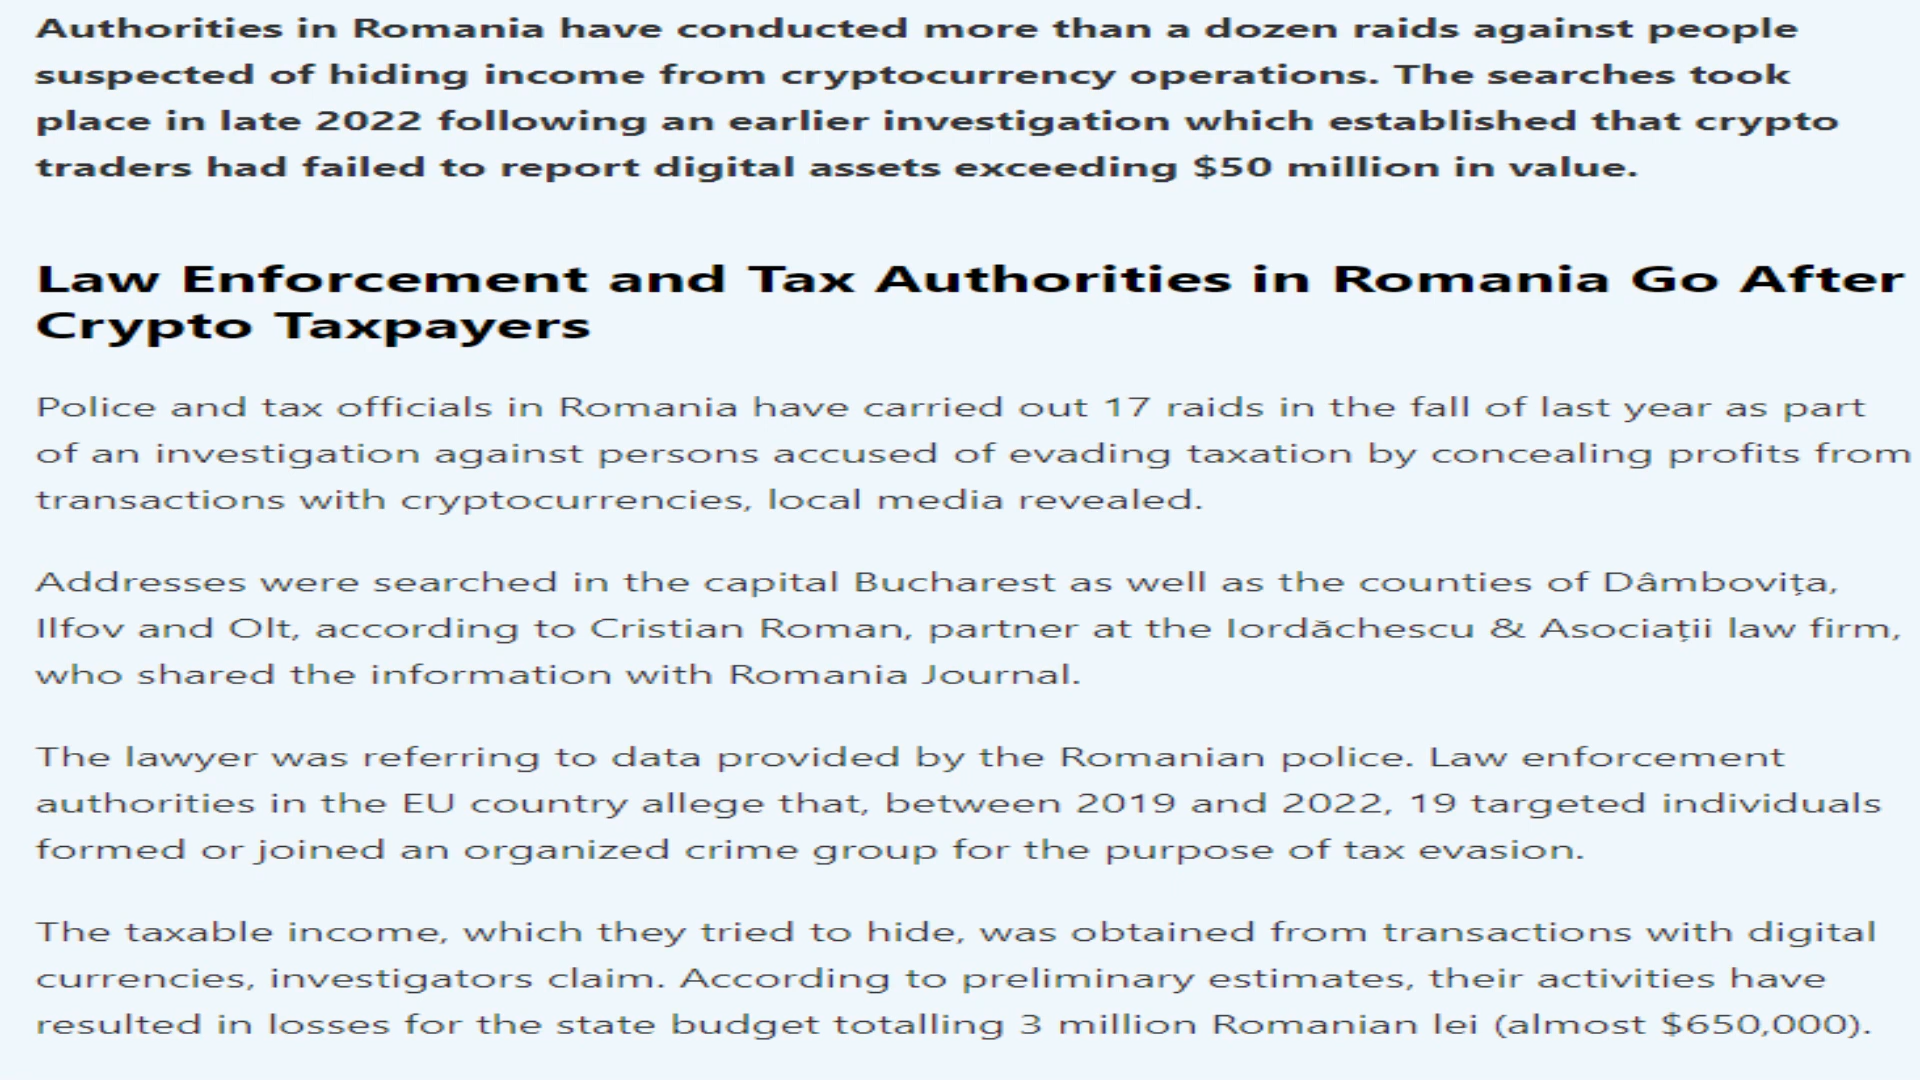 Authorities in Romania have conducted more than a dozen raids against people
suspected of hiding income from cryptocurrency operations. The searches took
place in late 2022 following an earlier investigation which established that crypto
traders had failed to report digital assets exceeding $50 million in value.
Law Enforcement and Tax Authorities in Romania Go After
Crypto Taxpayers
Police and tax officials in Romania have carried out 17 raids in the fall of last year as part
of an investigation against persons accused of evading taxation by concealing profits from
transactions with cryptocurrencies, local media revealed.
Addresses were searched in the capital Bucharest as well as the counties of Dâmbovița,
Ilfov and Olt, according to Cristian Roman, partner at the Iordăchescu & Asociații law firm,
who shared the information with Romania Journal.
The lawyer was referring to data provided by the Romanian police. Law enforcement
authorities in the EU country allege that, between 2019 and 2022, 19 targeted individuals
formed or joined an organized crime group for the purpose of tax evasion.
The taxable income, which they tried to hide, was obtained from transactions with digital
currencies, investigators claim. According to preliminary estimates, their activities have
resulted in losses for the state budget totalling 3 million Romanian lei (almost $650,000).